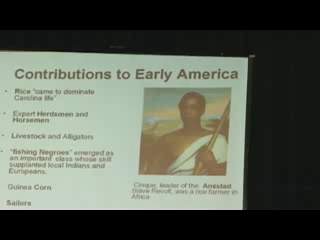 Contributions to Early America
• Rice "came to dominate
Carolina life"
• Expert Herdsmen and
Horsemen
• Livestock and Alligators
• "fishing Negroes" emerged as
an important class whose skill
supplanted local Indians and
Europeans.
Guinea Corn
Sailors
Cinque, leader of the Amistad
Slave Revolt, was a rice farmer in
Africa